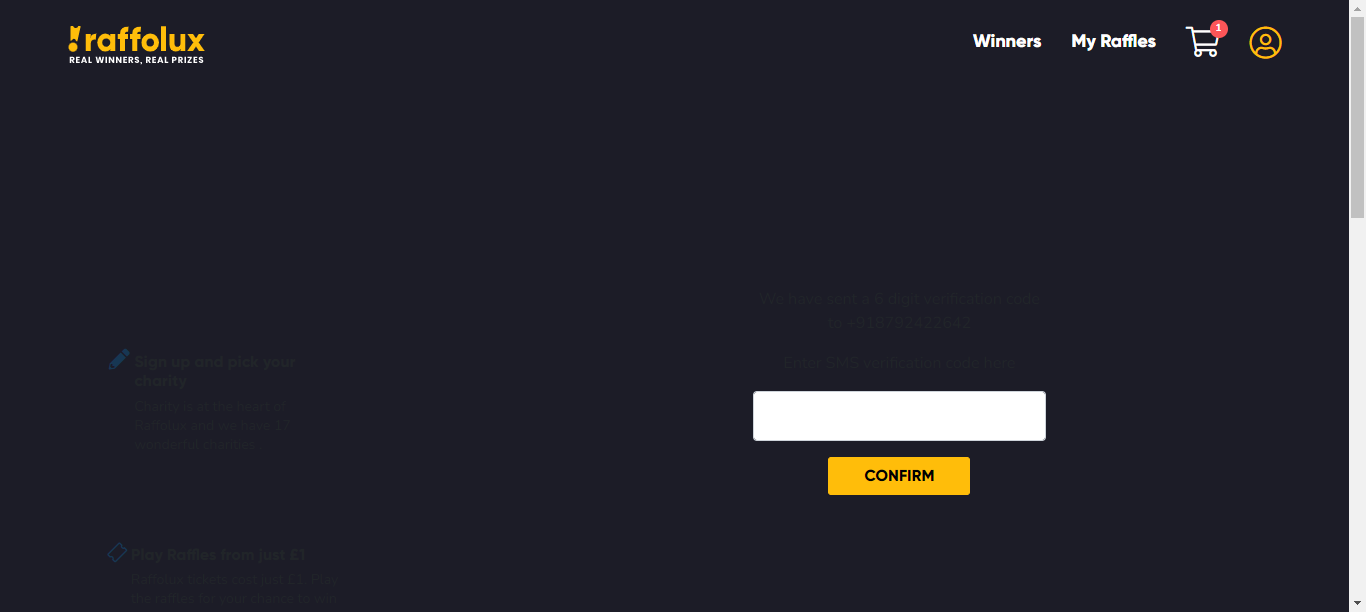 raffolux
REAL WINNERS, REAL PRIZES
Winners
My Raffles
1
We have sent a 6 digit verification code
to +918792422642
Enter SMS verification code here
CONFIRM
Sign up and pick your
charity
Charity is at the heart of
Raffolux and we have 17
wonderful charities
Play Raffles from just £1
Raffolux tickets cost just £1. Play
the raffles for your chance to win